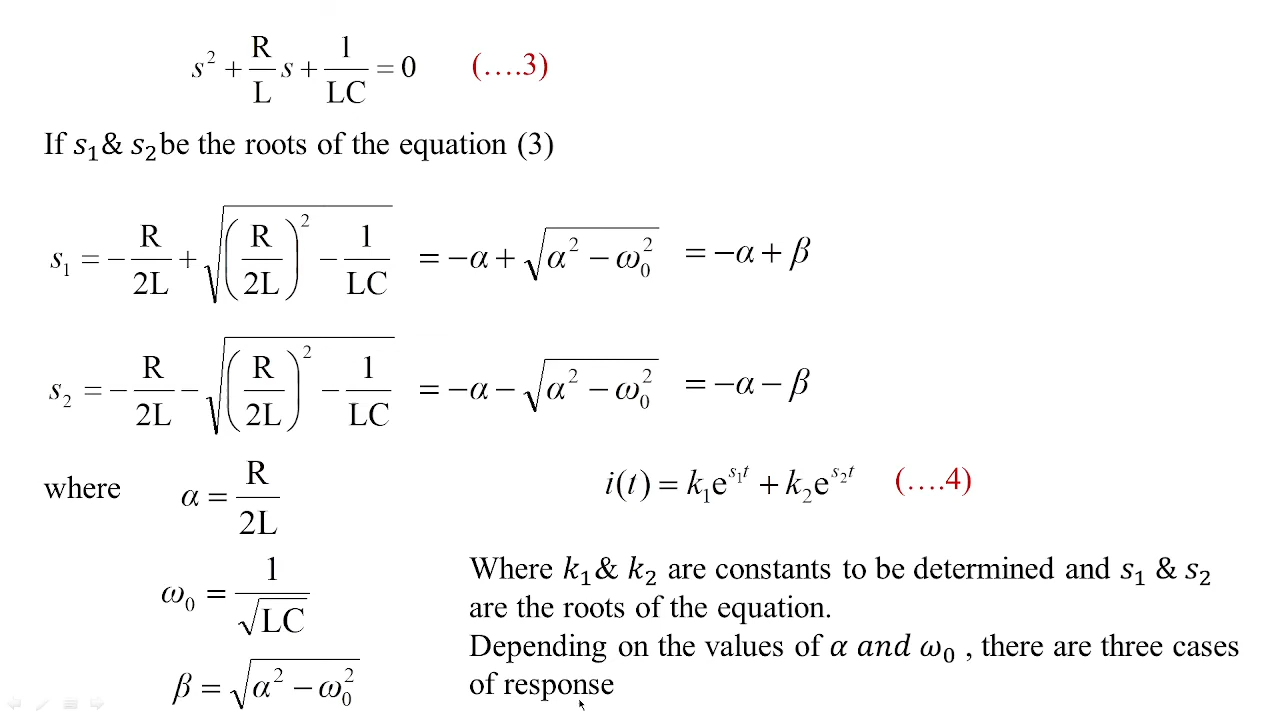 s² + R/L s + 1/LC = 0 (….3)
If s₁& s₂be the roots of the equation (3)
s₁ = −R/2L + √((R/2L)² − 1/LC) = −α + √(α² − ω₀²) = −α + β
s₂ = −R/2L − √((R/2L)² − 1/LC) = −α − √(α² − ω₀²) = −α − β
where α = R/2L
ω₀ = 1/√LC
β = √(α² − ω₀²)
i(t) = k₁e^(s₁t) + k₂e^(s₂t) (….4)
Where k₁& k₂ are constants to be determined and s₁ & s₂
are the roots of the equation.
Depending on the values of α and ω₀ , there are three cases
of response